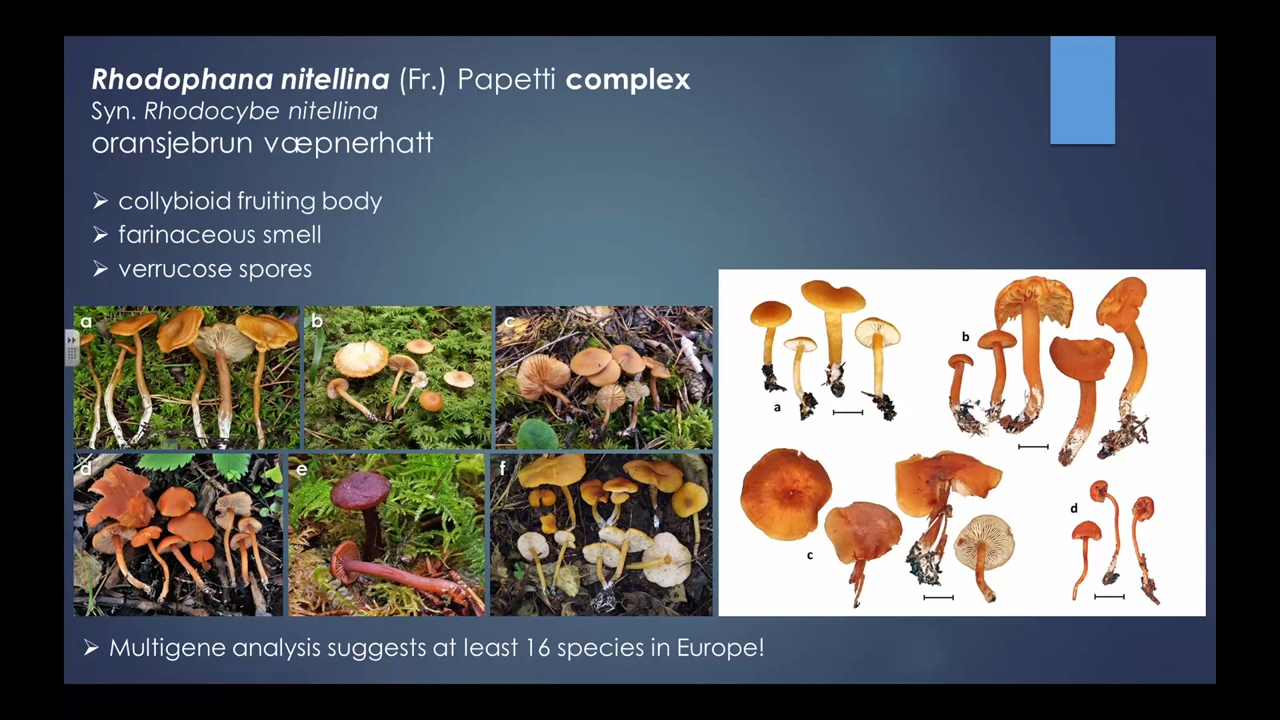 Rhodophana nitellina (Fr.) Papetti complex
Syn. Rhodocybe nitellina
oransjebrun væpnerhatt
➢ collybioid fruiting body
➢ farinaceous smell
➢ verrucose spores
a
b
c
d
e
f
a
b
c
d
➢ Multigene analysis suggests at least 16 species in Europe!